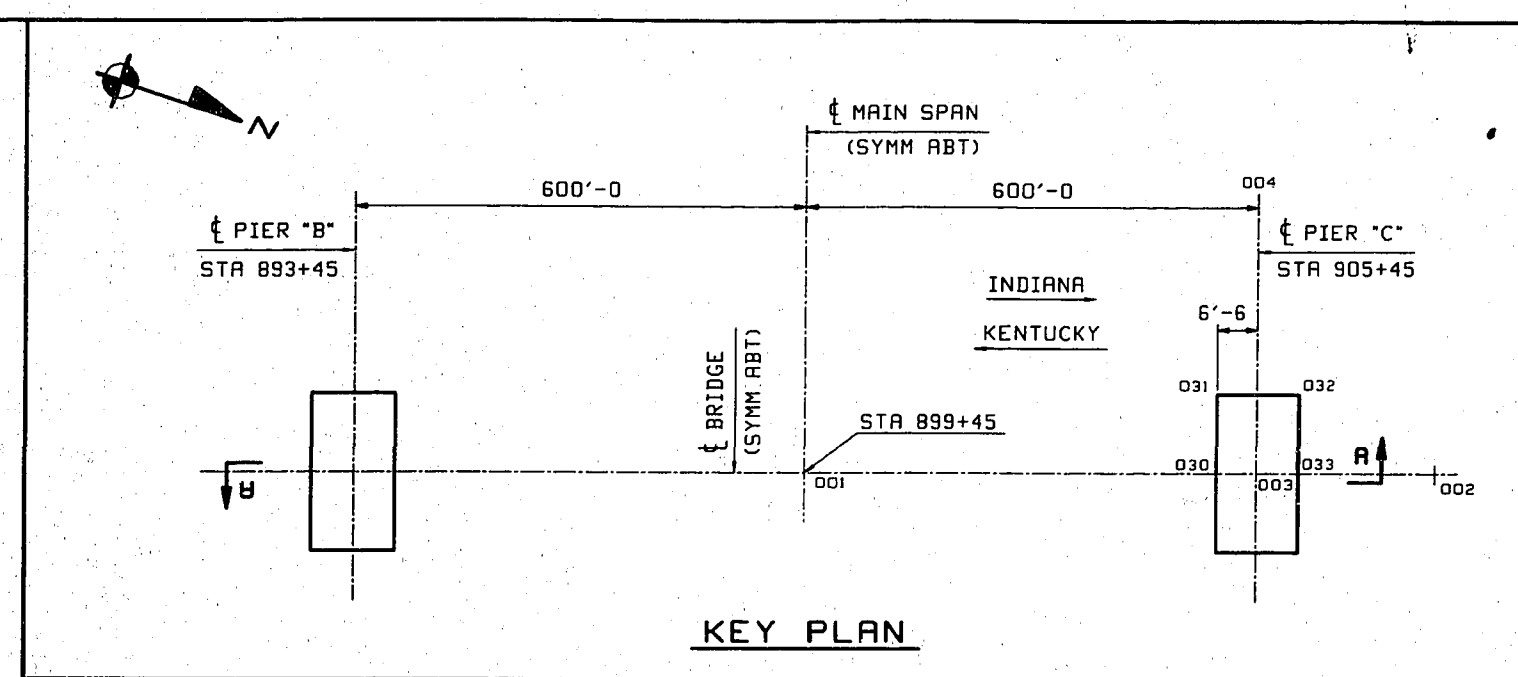 N
℄ MAIN SPAN
(SYMM ABT)
600'-0
600'-0
004
℄ PIER "B"
STA 893+45
℄ PIER "C"
STA 905+45
INDIANA
6'-6
KENTUCKY
℄ BRIDGE
(SYMM ABT)
031
032
STA 899+45
A
030
033
A
001
003
002
KEY PLAN